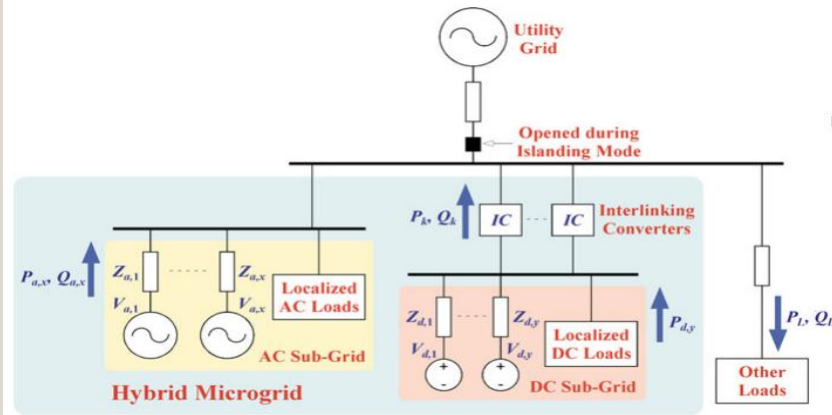 Utility
Grid
Opened during
Islanding Mode
P_k, Q_k
IC
IC
Interlinking
Converters
P_a,x, Q_a,x
Z_a,1
Z_a,x
V_a,1
V_a,x
Localized
AC Loads
AC Sub-Grid
Z_d,1
Z_d,y
V_d,1
V_d,y
+
-
+
-
Localized
DC Loads
DC Sub-Grid
P_d,y
Other
Loads
Hybrid Microgrid